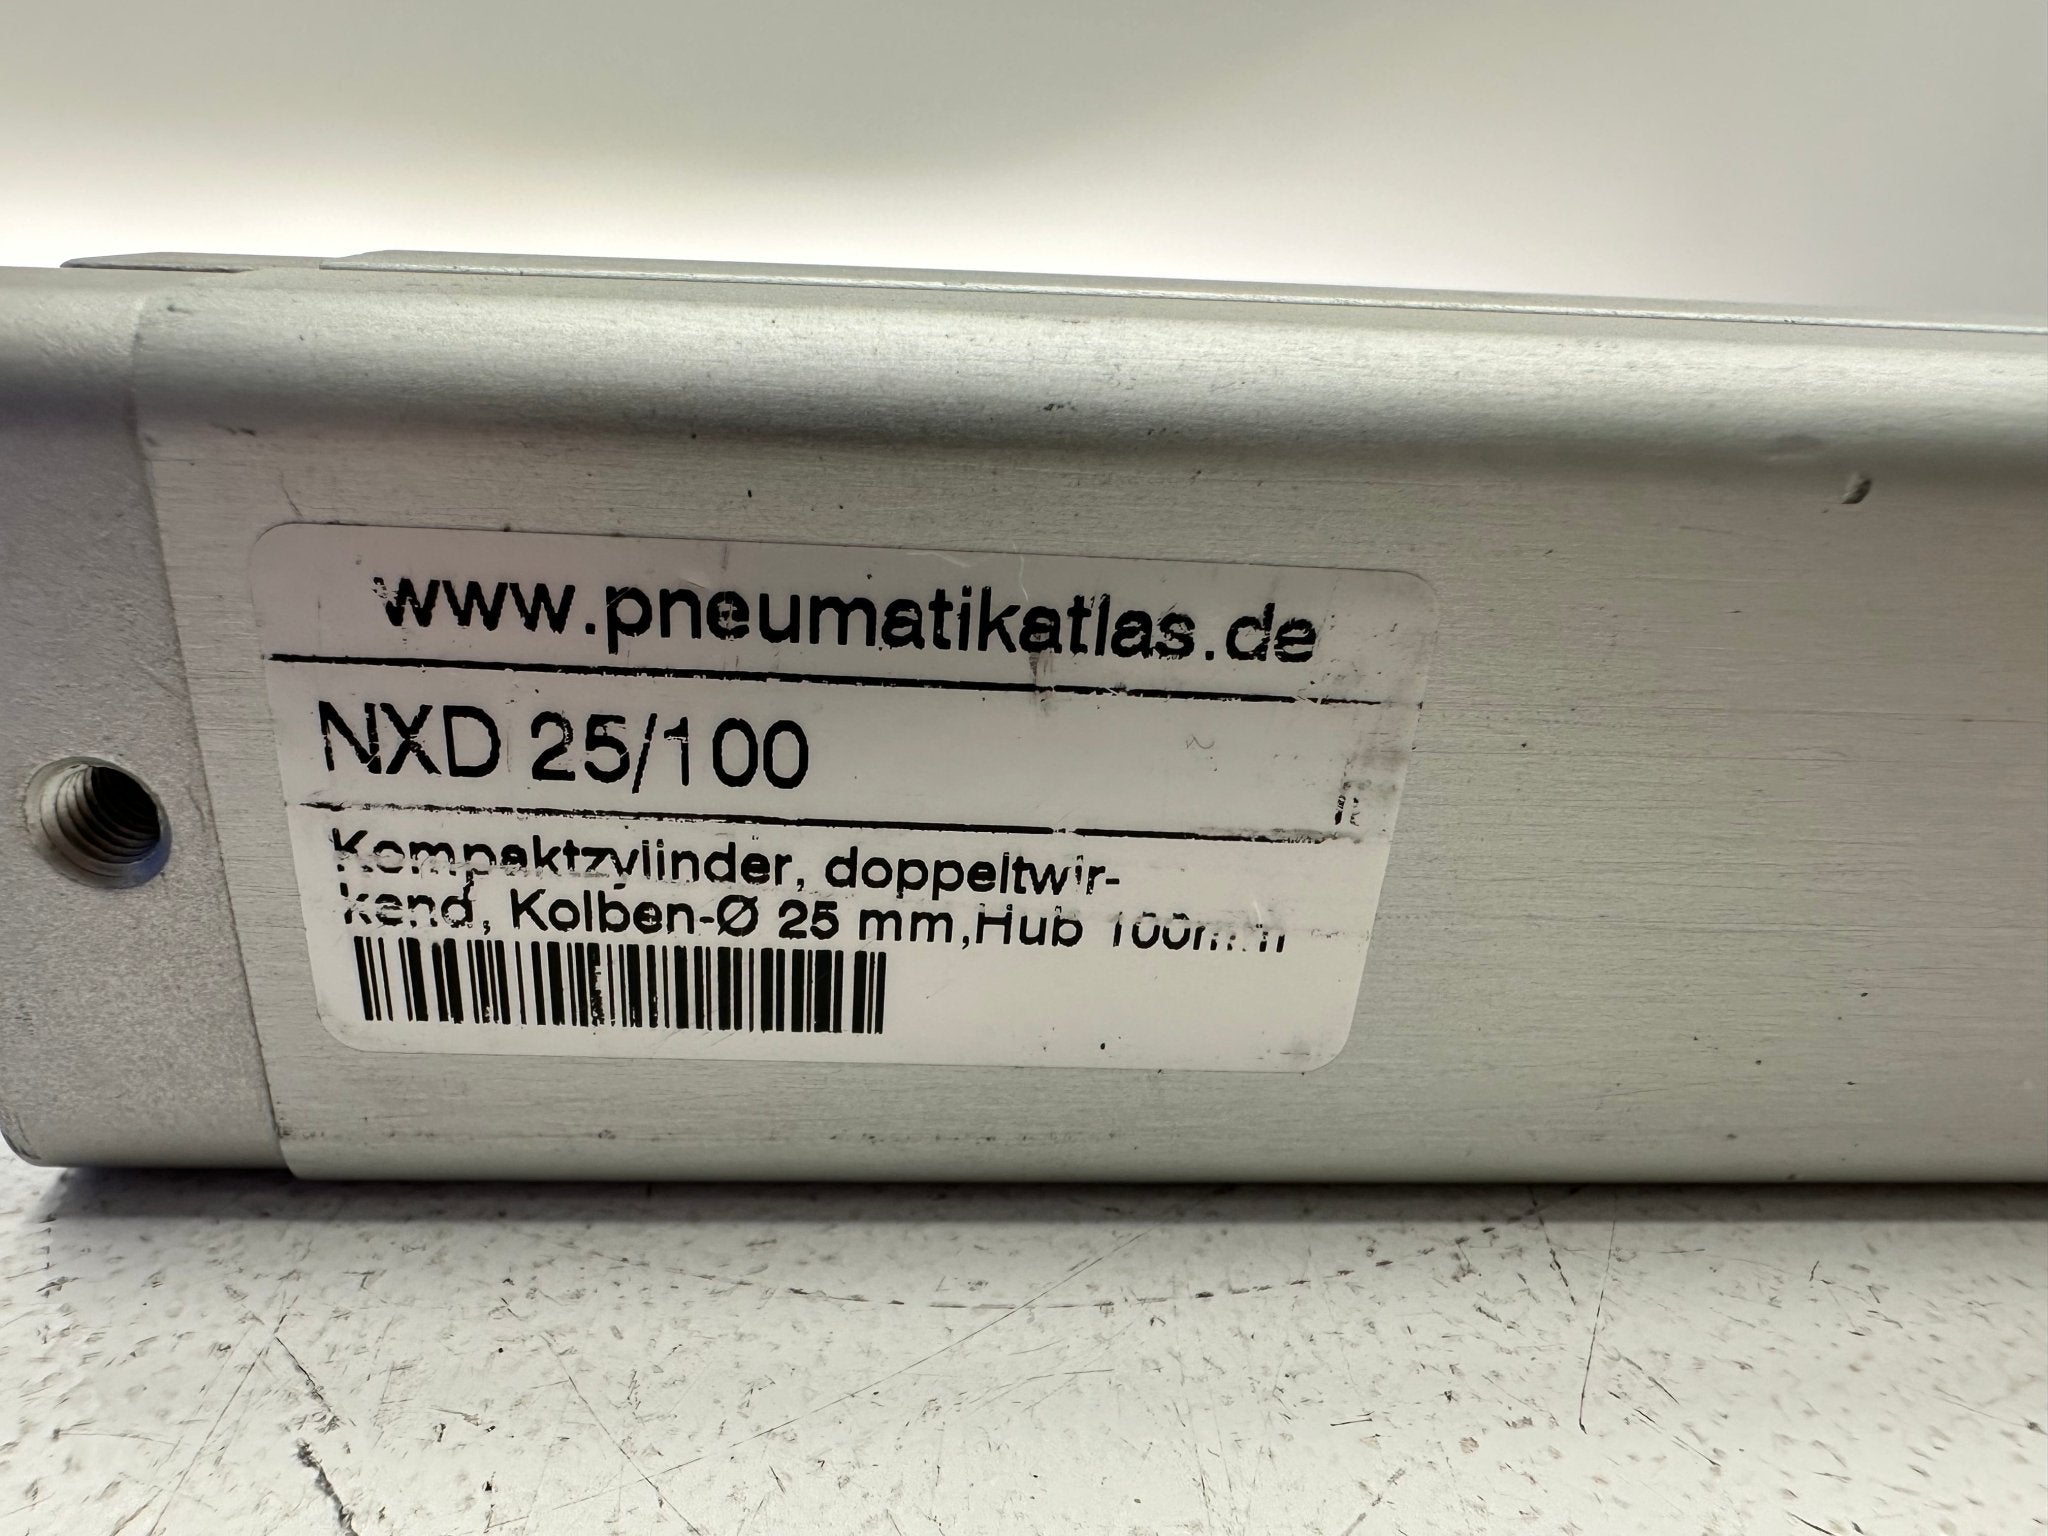 www.pneumatikatlas.de
NXD 25/100
Kompaktzylinder, doppeltwir-
kend, Kolben-Ø 25 mm,Hub 100mm